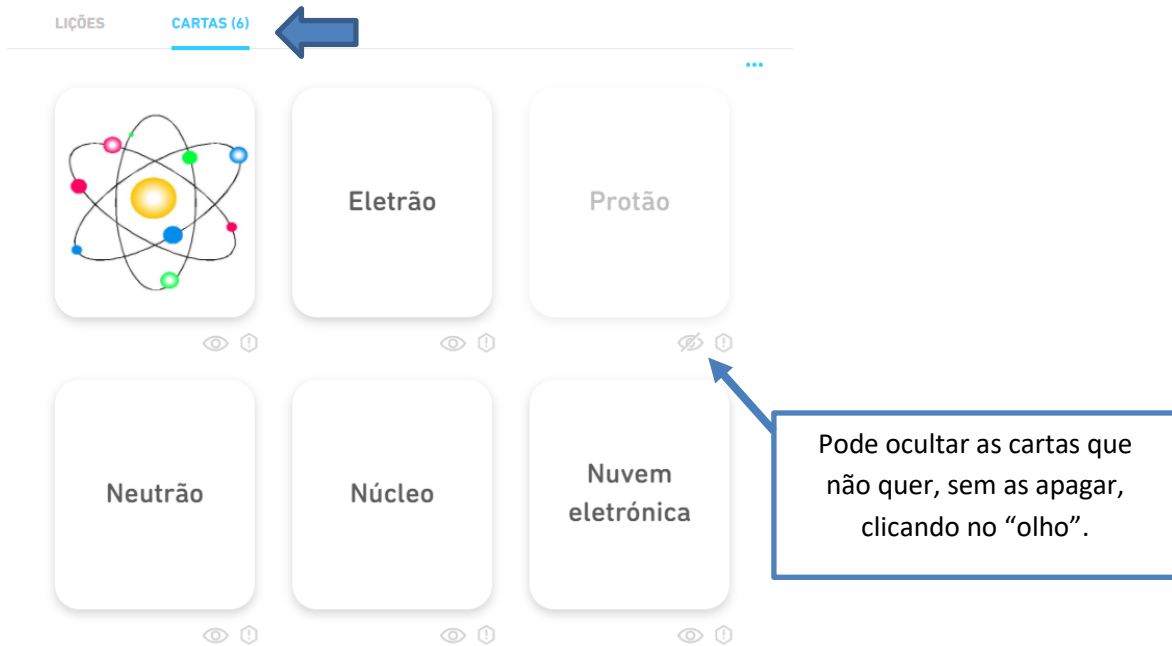 LIÇÕES CARTAS (6)
Eletrão
Protão
Neutrão
Núcleo
Nuvem
eletrónica
Pode ocultar as cartas que
não quer, sem as apagar,
clicando no “olho”.